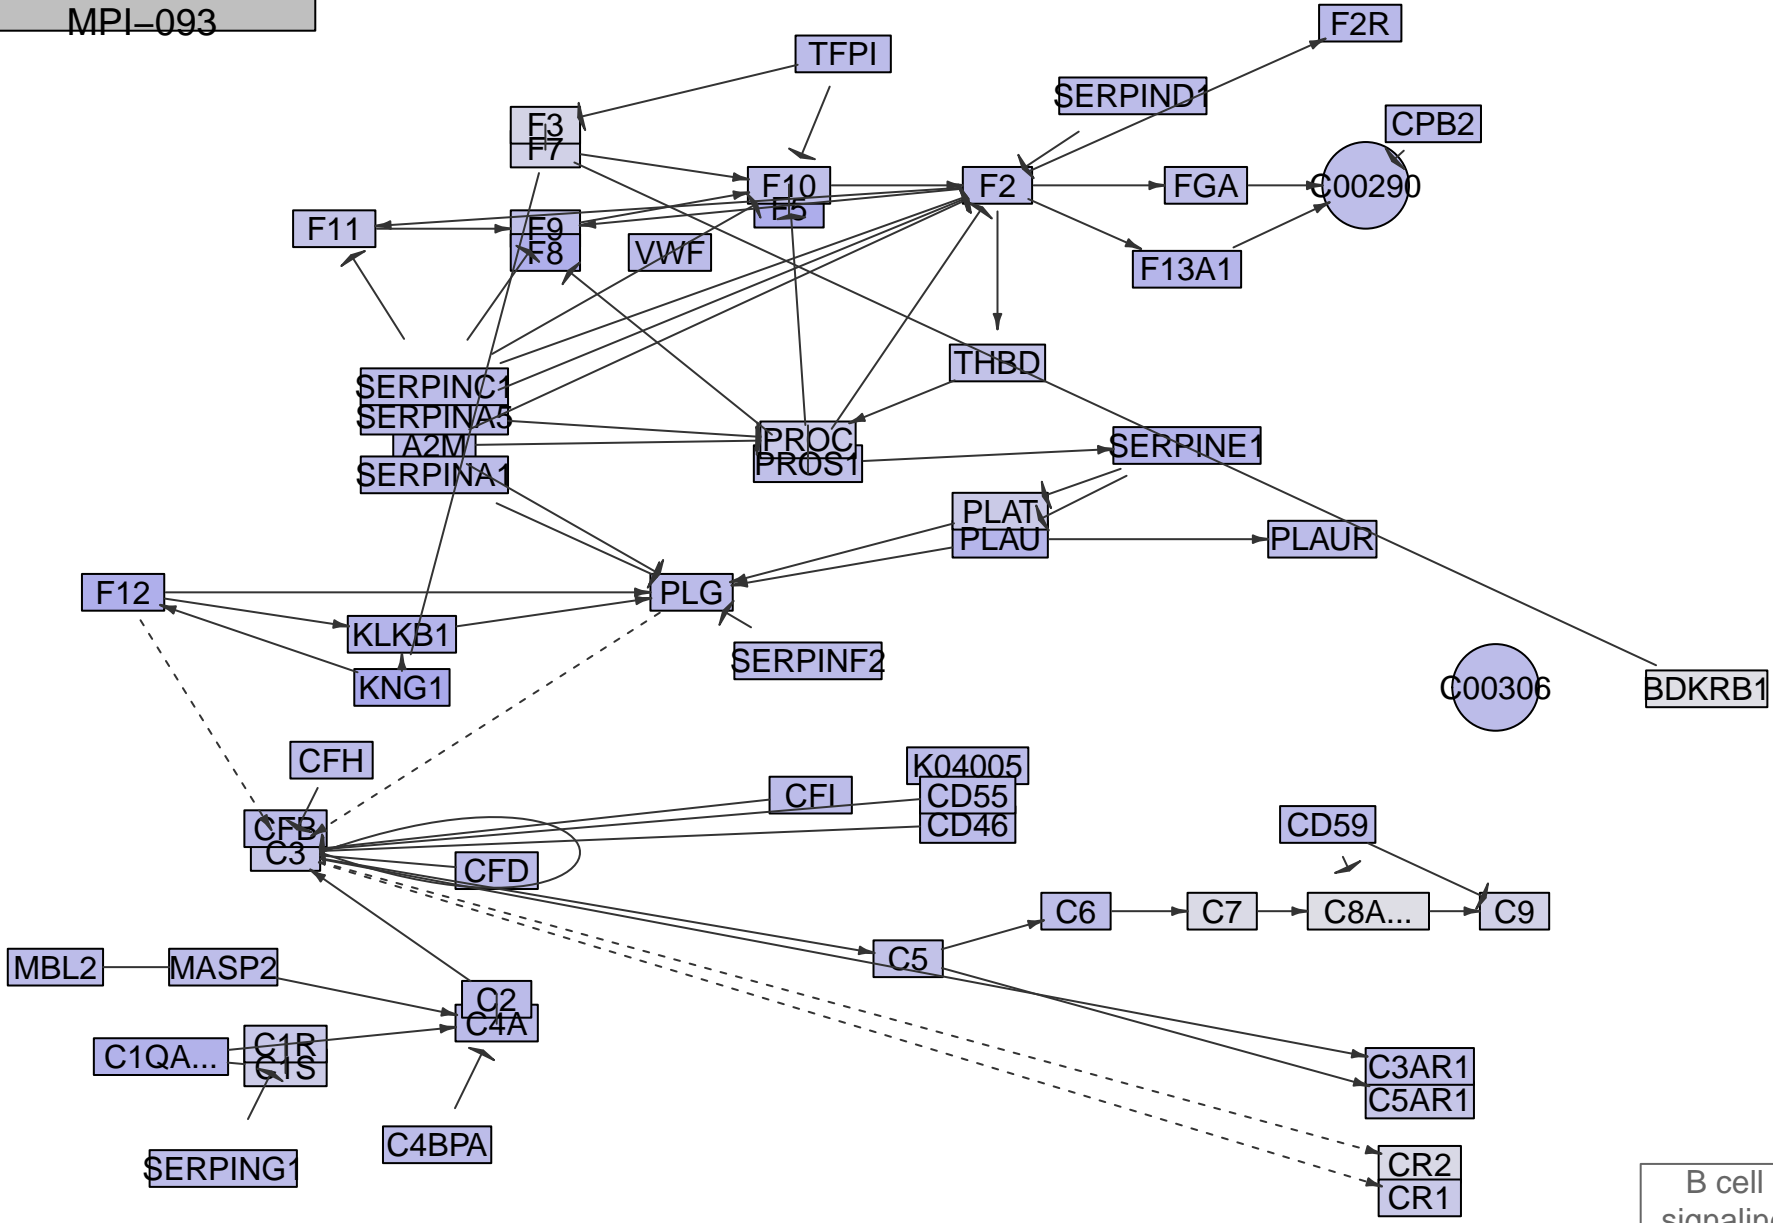 MPI−093
F2R
TFPI
SERPIND1
CPB2
F3
F7
F10
F5
F2
FGA
C00290
F11
F9
F8
VWF
F13A1
THBD
SERPINC1
SERPINA5
A2M
SERPINA1
PROC
PROS1
SERPINE1
PLAT
PLAU
PLAUR
F12
PLG
KLKB1
SERPINF2
KNG1
C00306
BDKRB1
CFH
K04005
CFI
CD55
CD46
CFB
C3
CFD
CD59
C6
C7
C8A...
C9
C5
MBL2
MASP2
C2
C4A
C1QA...
C1R
C1S
C3AR1
C5AR1
C4BPA
SERPING1
CR2
CR1
B cell
signaling